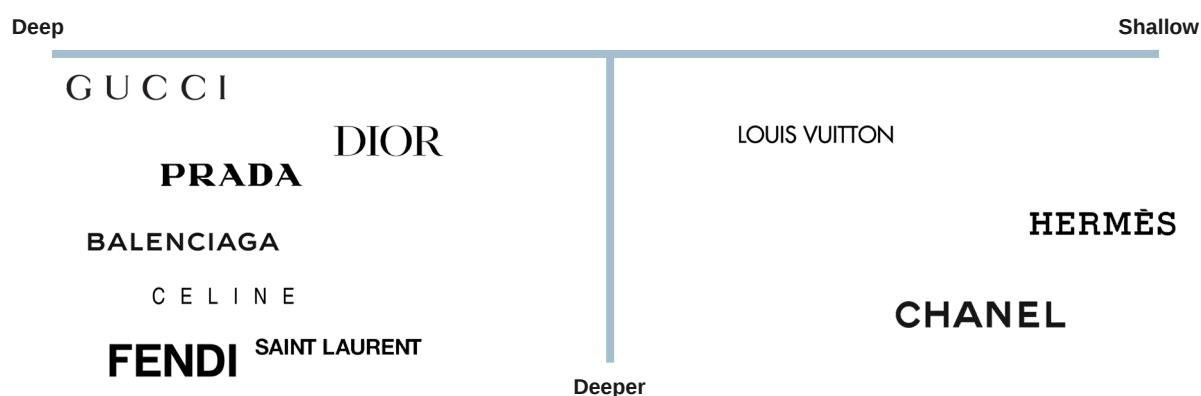 Deep
Shallow
GUCCI
DIOR
LOUIS VUITTON
PRADA
HERMÈS
BALENCIAGA
CELINE
CHANEL
SAINT LAURENT
FENDI
Deeper